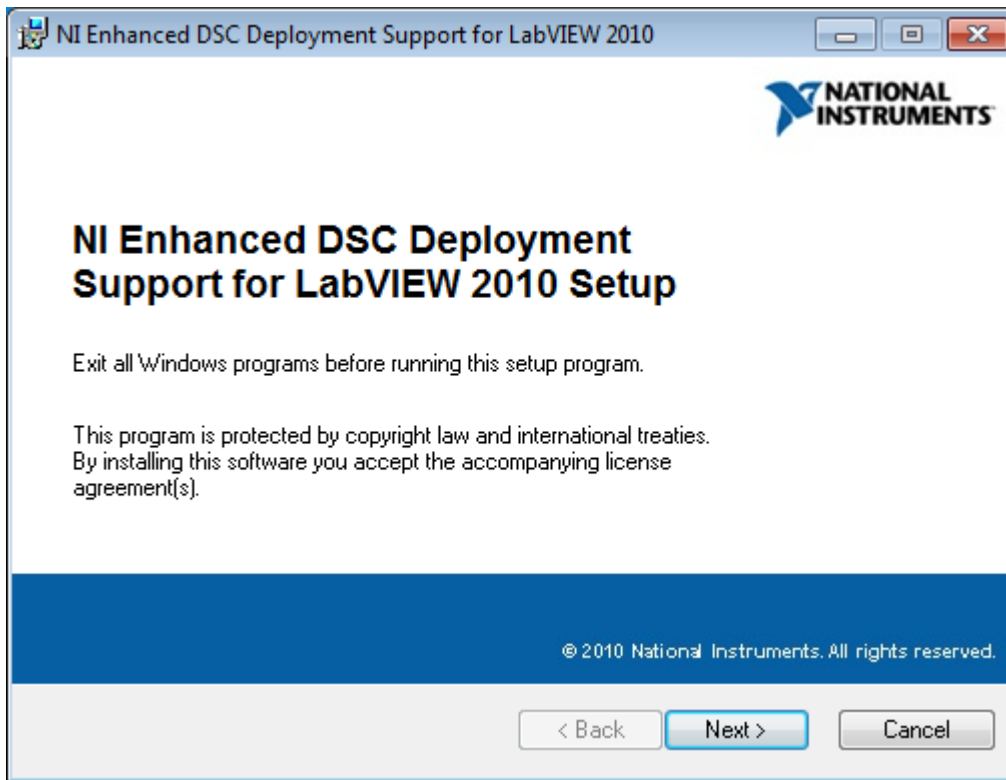 NI Enhanced DSC Deployment Support for LabVIEW 2010
NATIONAL
INSTRUMENTS
NI Enhanced DSC Deployment
Support for LabVIEW 2010 Setup
Exit all Windows programs before running this setup program.
This program is protected by copyright law and international treaties.
By installing this software you accept the accompanying license
agreement(s).
© 2010 National Instruments. All rights reserved.
< Back
Next >
Cancel